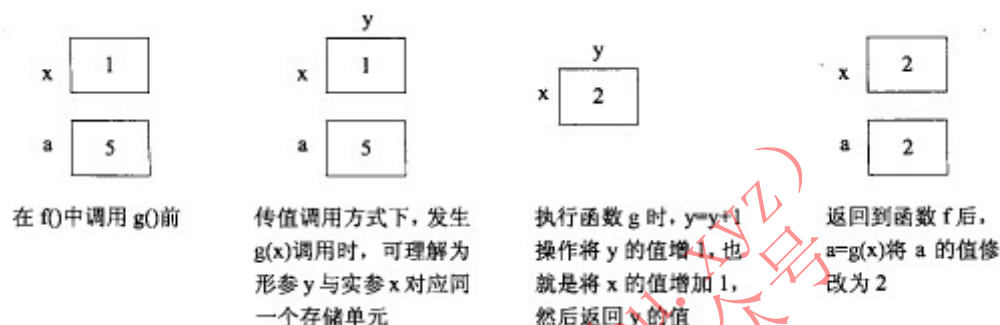 y
y
x
1
x
1
x
2
x
2
a
5
a
5
a
2
在 f()中调用 g()前
传值调用方式下，发生
g(x)调用时，可理解为
形参 y 与实参 x 对应同
一个存储单元
执行函数 g 时，y=y+1
操作将 y 的值增 1，也
就是将 x 的值增加 1，
然后返回 y 的值
返回到函数 f 后，
a=g(x)将 a 的值修
改为 2
u.xyz）
公众号